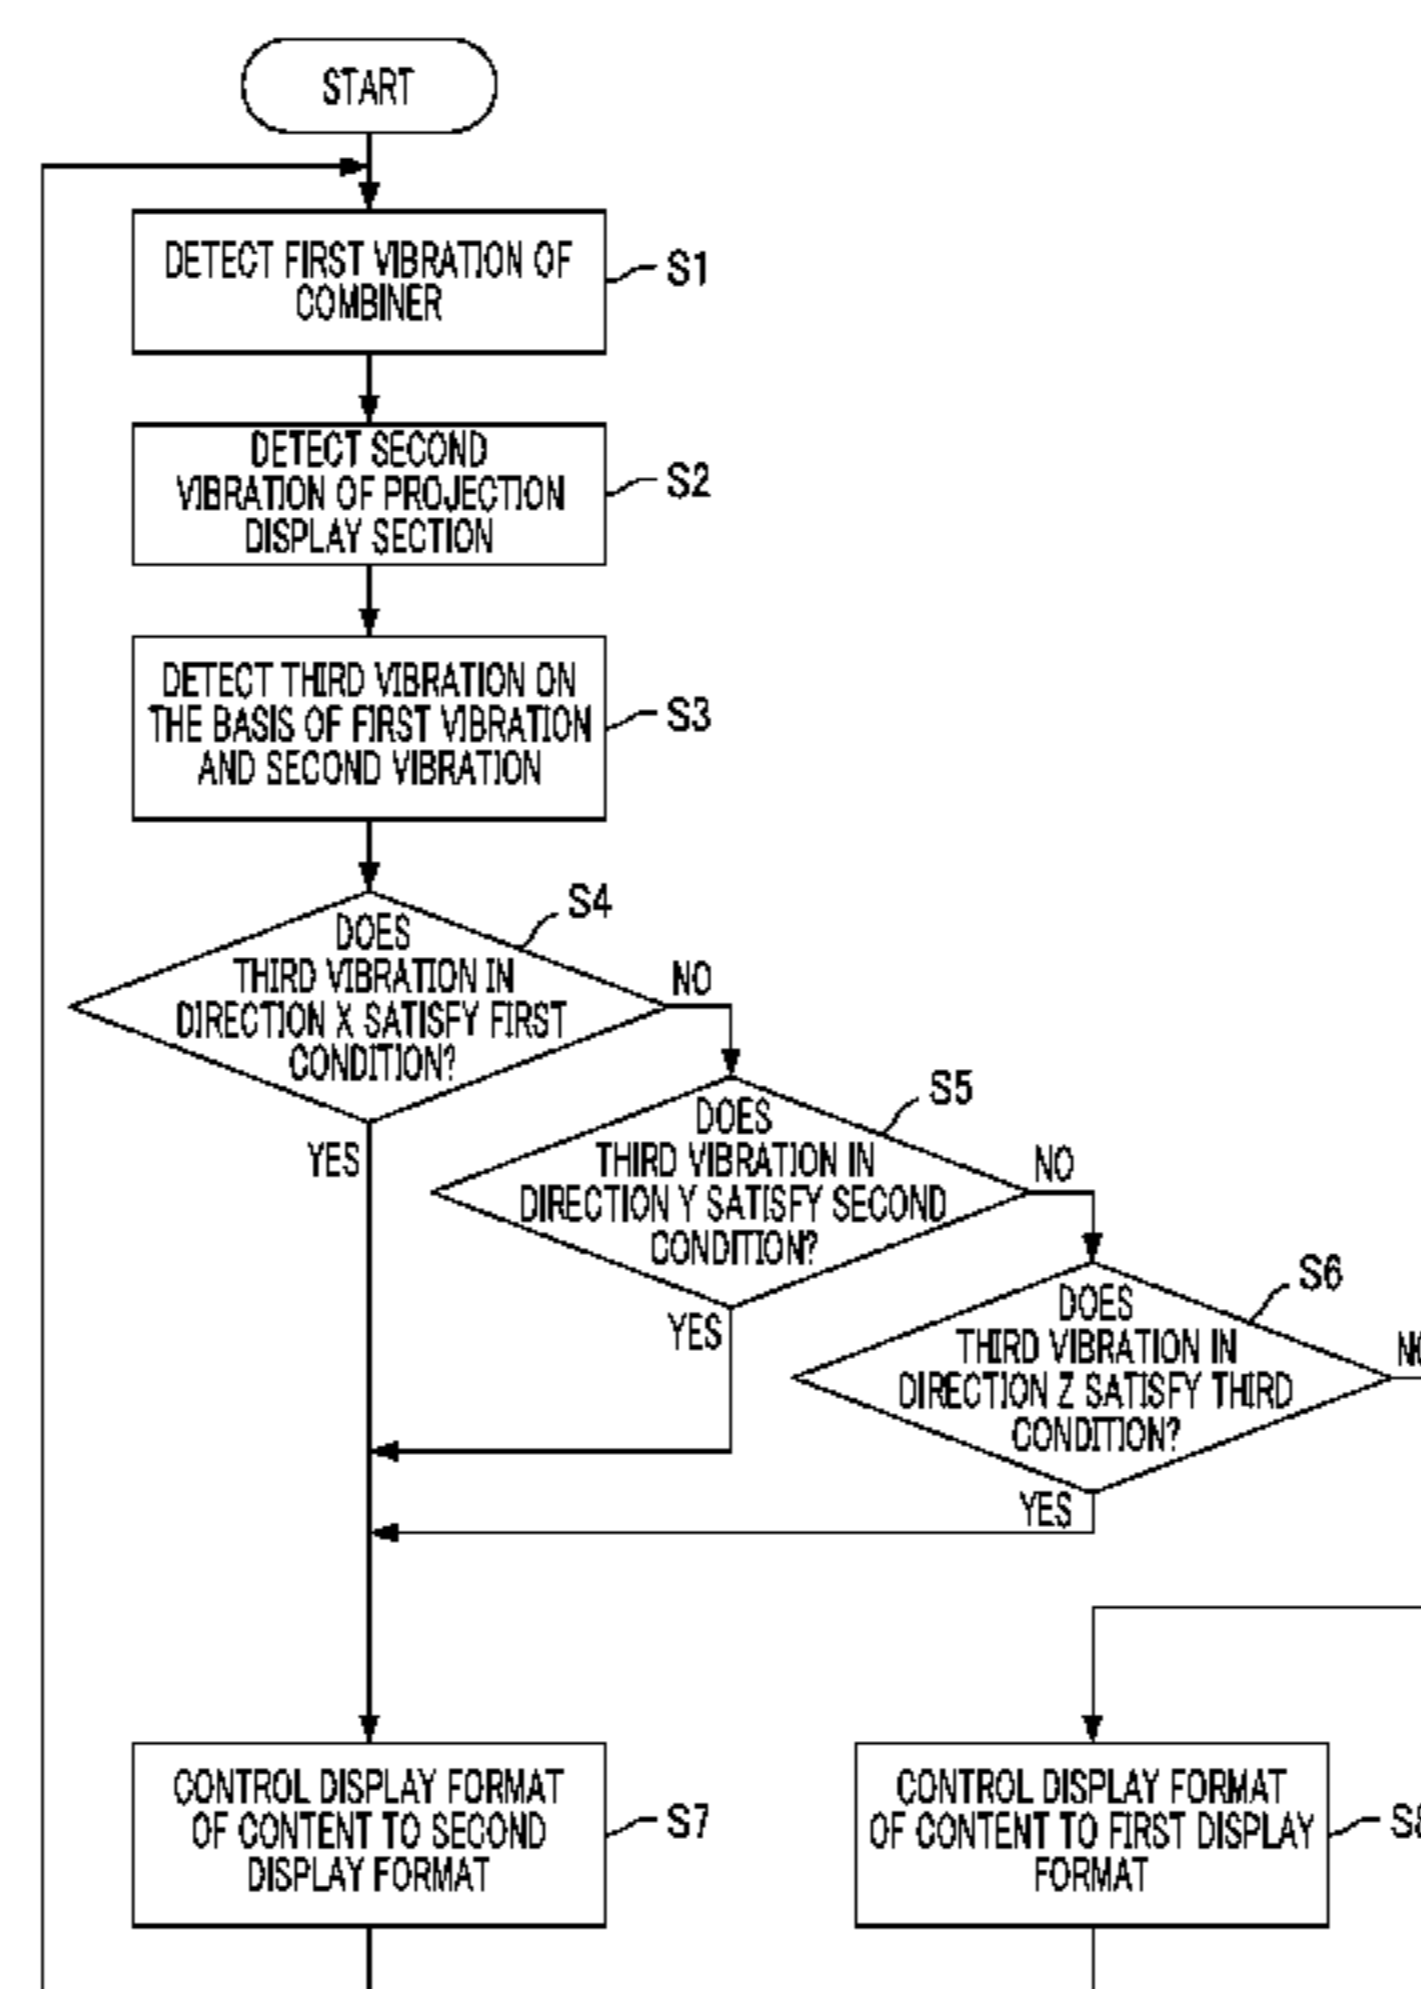 START
DETECT FIRST VIBRATION OF
COMBINER
S1
DETECT SECOND
VIBRATION OF PROJECTION
DISPLAY SECTION
S2
DETECT THIRD VIBRATION ON
THE BASIS OF FIRST VIBRATION
AND SECOND VIBRATION
S3
S4
DOES
THIRD VIBRATION IN
DIRECTION X SATISFY FIRST
CONDITION?
NO
YES
S5
DOES
THIRD VIBRATION IN
DIRECTION Y SATISFY SECOND
CONDITION?
NO
YES
S6
DOES
THIRD VIBRATION IN
DIRECTION Z SATISFY THIRD
CONDITION?
NO
YES
CONTROL DISPLAY FORMAT
OF CONTENT TO SECOND
DISPLAY FORMAT
S7
CONTROL DISPLAY FORMAT
OF CONTENT TO FIRST DISPLAY
FORMAT
S8